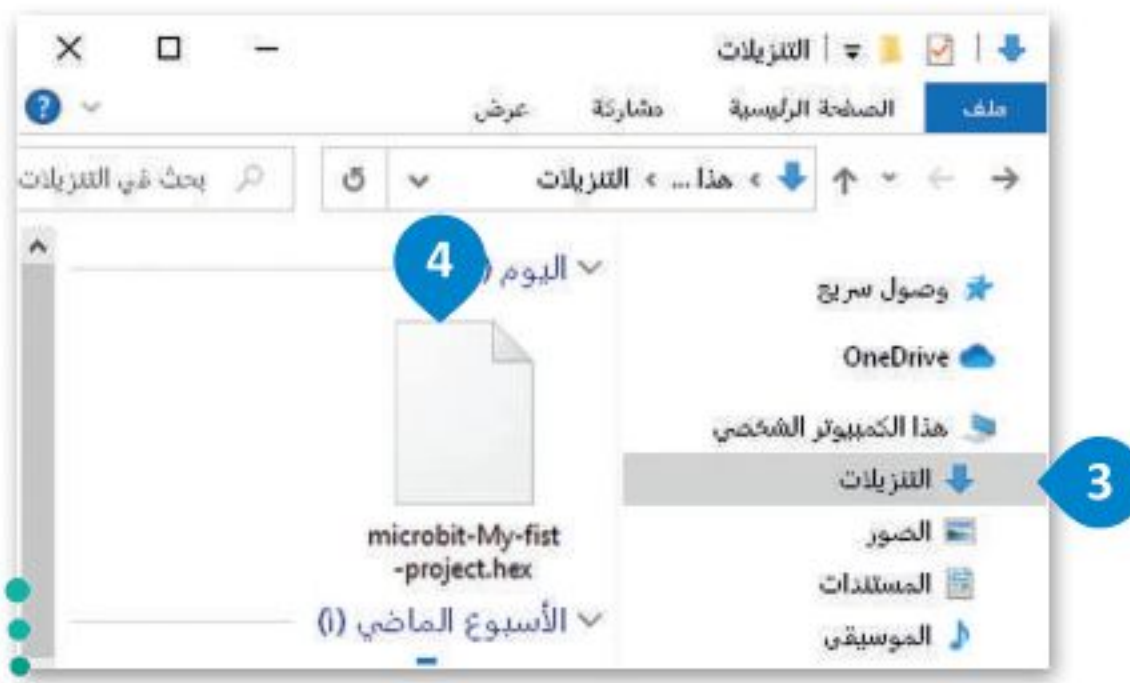 التنزيلات
ملف الصفحة الرئيسية مشاركة عرض
هذا ... › التنزيلات بحث في التنزيلات
4
اليوم
وصول سريع
OneDrive
هذا الكمبيوتر الشخصي
التنزيلات
3
الصور
المستندات
الموسيقى
microbit-My-fist
-project.hex
الأسبوع الماضي (١)